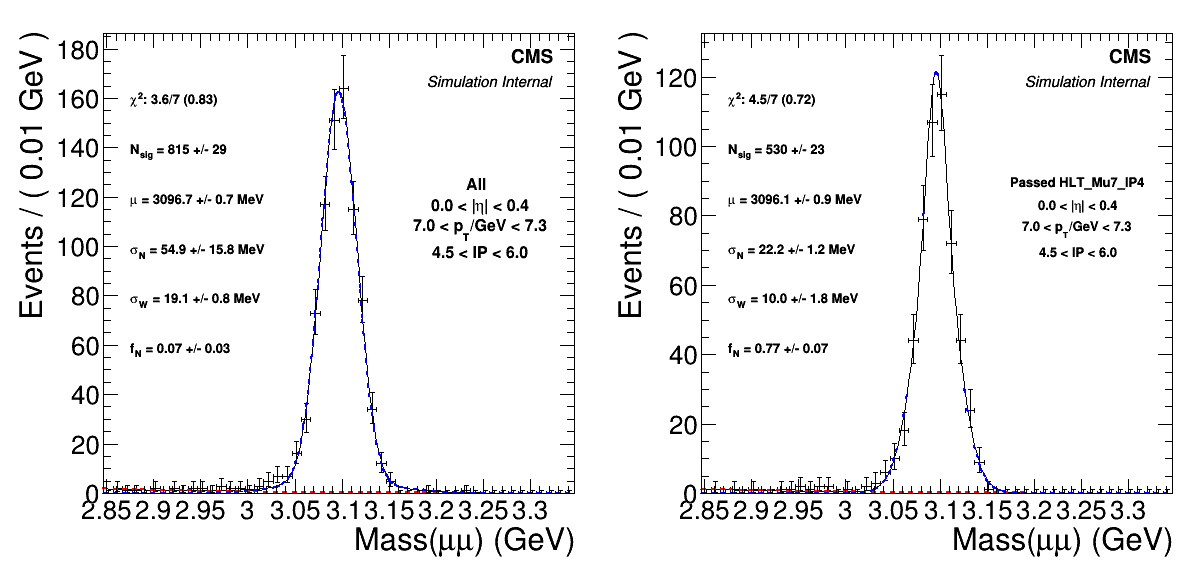 Events / ( 0.01 GeV )
180
160
140
120
100
80
60
40
20
0
CMS
Simulation Internal
χ²: 3.6/7 (0.83)
N_sig = 815 +/- 29
μ = 3096.7 +/- 0.7 MeV
σ_N = 54.9 +/- 15.8 MeV
σ_W = 19.1 +/- 0.8 MeV
f_N = 0.07 +/- 0.03
All
0.0 < |η| < 0.4
7.0 < p_T/GeV < 7.3
4.5 < IP < 6.0
2.85 2.9 2.95 3 3.05 3.1 3.15 3.2 3.25 3.3
Mass(μμ) (GeV)
Events / ( 0.01 GeV )
120
100
80
60
40
20
0
CMS
Simulation Internal
χ²: 4.5/7 (0.72)
N_sig = 530 +/- 23
μ = 3096.1 +/- 0.9 MeV
σ_N = 22.2 +/- 1.2 MeV
σ_W = 10.0 +/- 1.8 MeV
f_N = 0.77 +/- 0.07
Passed HLT_Mu7_IP4
0.0 < |η| < 0.4
7.0 < p_T/GeV < 7.3
4.5 < IP < 6.0
2.85 2.9 2.95 3 3.05 3.1 3.15 3.2 3.25 3.3
Mass(μμ) (GeV)